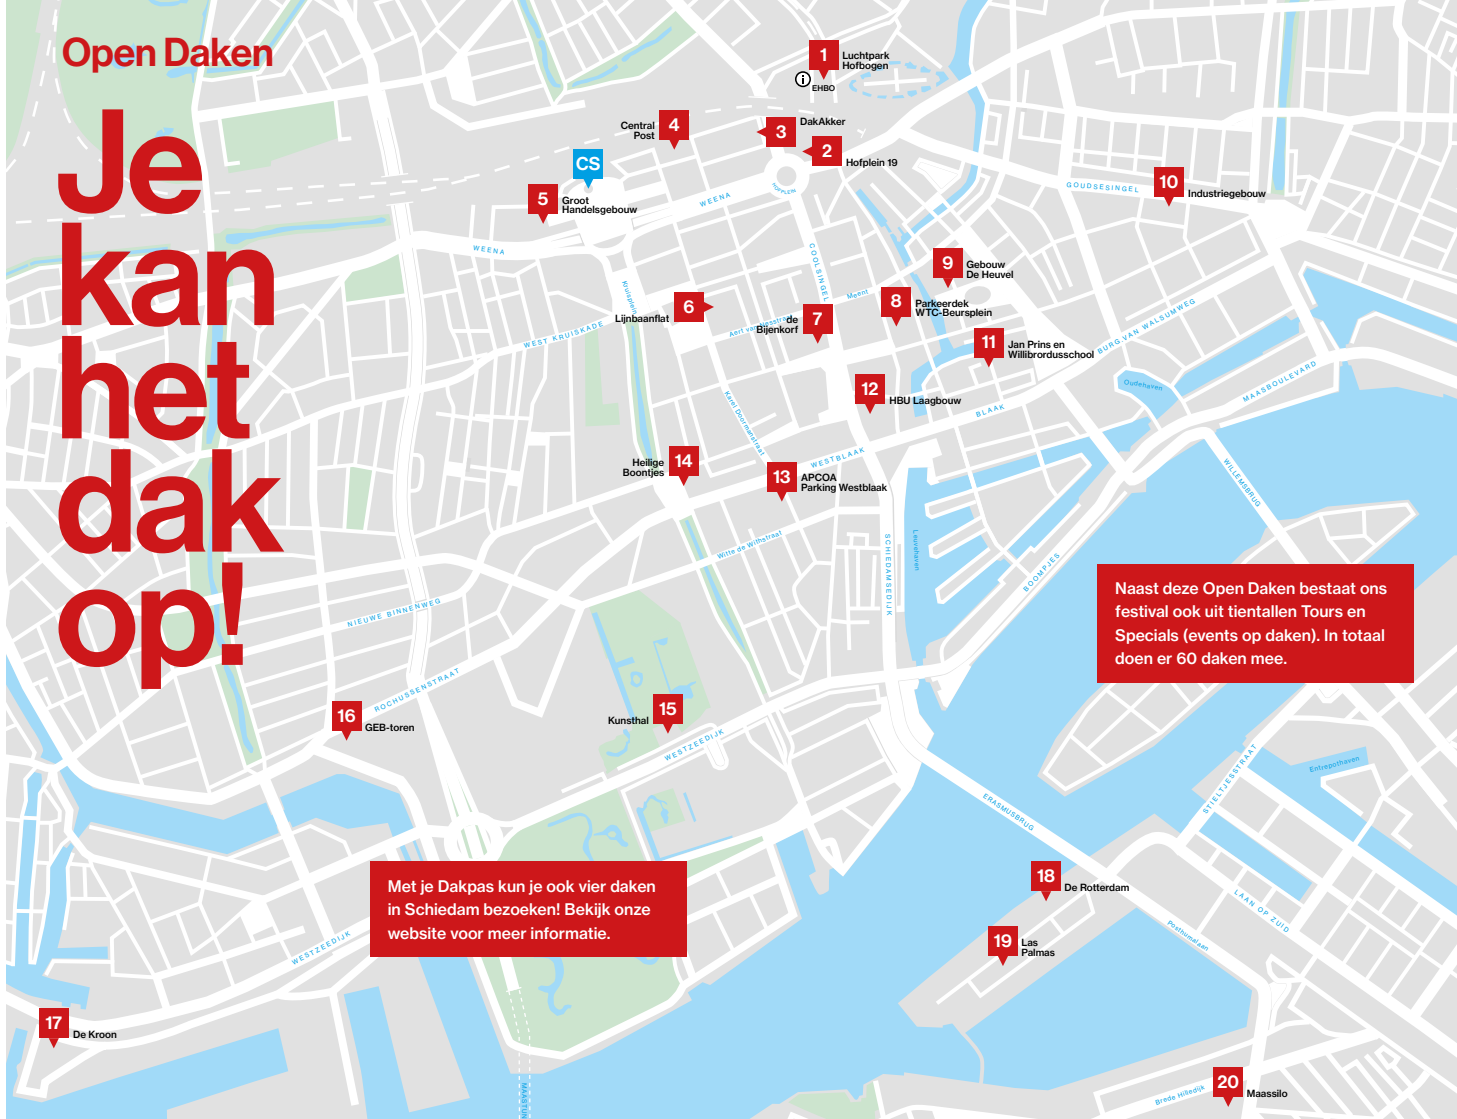 Open Daken
Je
kan
het
dak
op!
1
Luchtpark
Hofbogen
i
EHBO
Central
Post
4
3
DakAkker
2
Hofplein 19
HOFPLEIN
CS
5
Groot
Handelsgebouw
WEENA
WEENA
GOUDSESINGEL
10
Industriegebouw
COOLSINGEL
9
Gebouw
De Heuvel
Kruisplein
6
Lijnbaanflat
Meent
8
Parkeerdek
WTC-Beursplein
de
Bijenkorf
7
WEST KRUISKADE
BURG. VAN WALSUMWEG
11
Jan Prins en
Willibrordusschool
Oudehaven
MAASBOULEVARD
12
HBU Laagbouw
BLAAK
Karel Doormanstraat
WESTBLAAK
Heilige
Boontjes
14
13
APCOA
Parking Westblaak
WILLEMSBRUG
Witte de Withstraat
SCHIEDAMSEDIJK
Leuvehaven
BOOMPJES
Naast deze Open Daken bestaat ons
festival ook uit tientallen Tours en
Specials (events op daken). In totaal
doen er 60 daken mee.
NIEUWE BINNENWEG
ROCHUSSENSTRAAT
16
GEB-toren
Kunsthal
15
WESTZEEDIJK
Entrepothaven
STIELTJESSTRAAT
ERASMUSBRUG
Met je Dakpas kun je ook vier daken
in Schiedam bezoeken! Bekijk onze
website voor meer informatie.
18
De Rotterdam
LAAN OP ZUID
Posthumalaan
19
Las
Palmas
WESTZEEDIJK
17
De Kroon
20
Maassilo
Brede Hilledijk